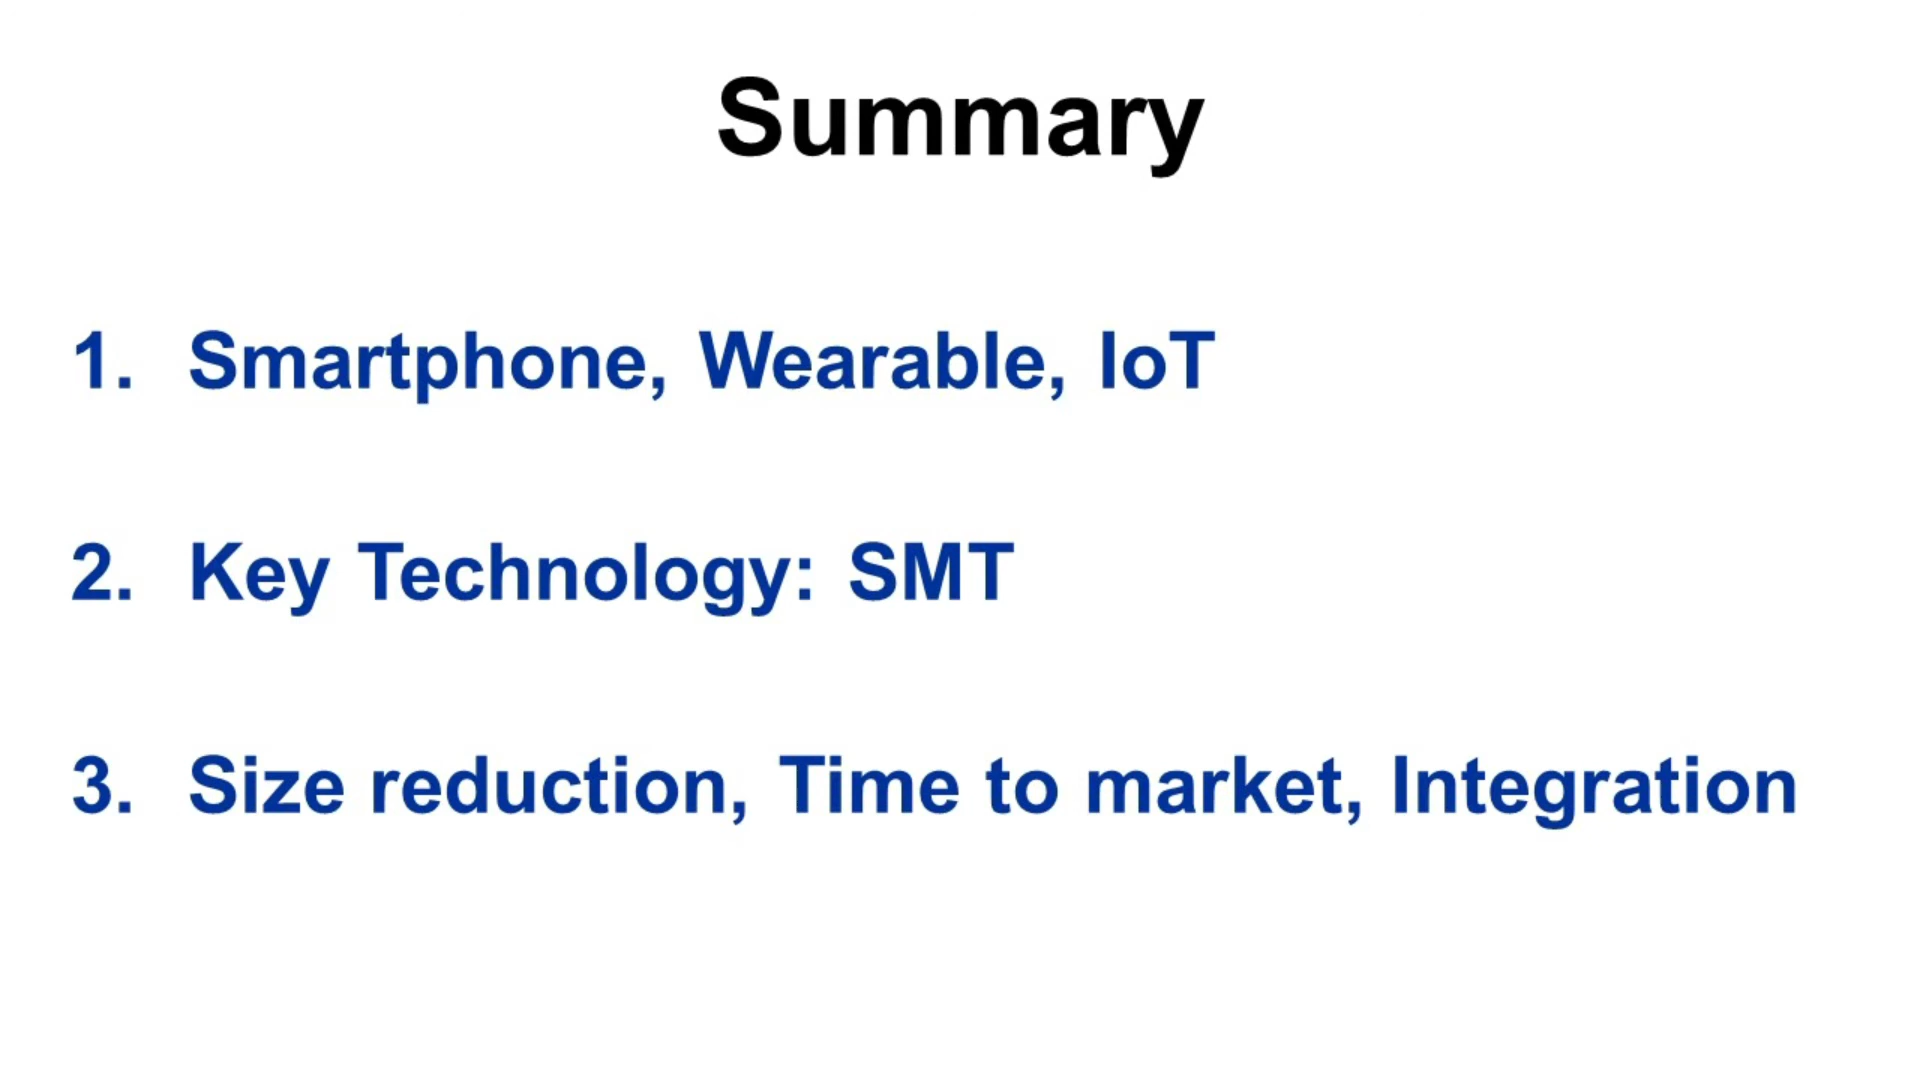 Summary
1. Smartphone, Wearable, IoT
2. Key Technology: SMT
3. Size reduction, Time to market, Integration